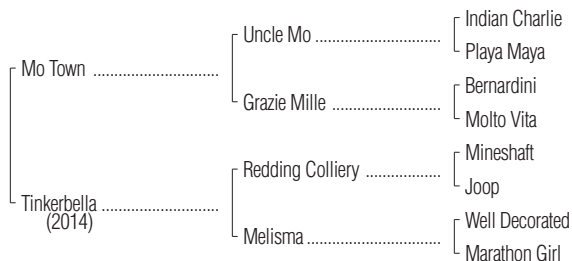 Indian Charlie
Uncle Mo
Playa Maya
Mo Town
Bernardini
Grazie Mille
Molto Vita
Mineshaft
Redding Colliery
Joop
Tinkerbella
(2014)
Well Decorated
Melisma
Marathon Girl